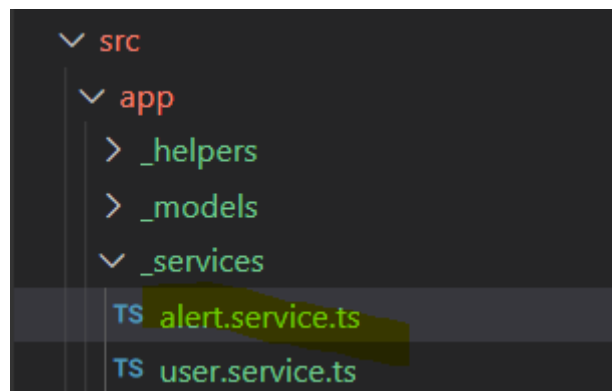 src
app
_helpers
_models
_services
TS alert.service.ts
TS user.service.ts